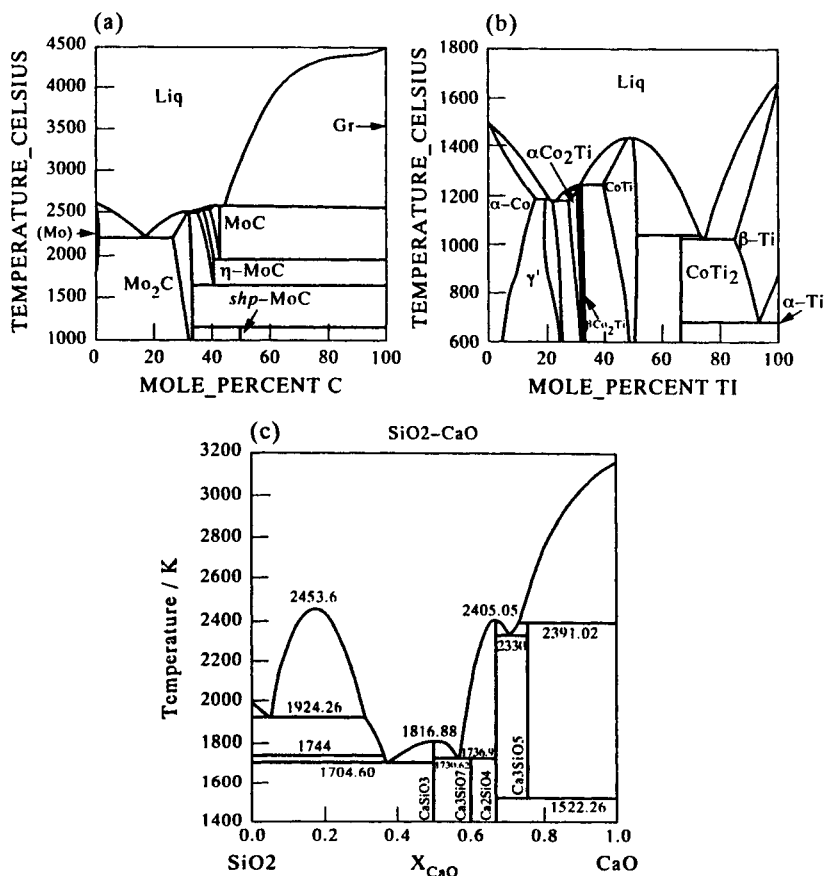 (a)
TEMPERATURE_CELSIUS
4500
4000
3500
3000
2500
2000
1500
1000
Liq
Gr
(Mo)
MoC
Mo2C
η-MoC
shp-MoC
0 20 40 60 80 100
MOLE_PERCENT C
(b)
TEMPERATURE_CELSIUS
1800
1600
1400
1200
1000
800
600
Liq
αCo2Ti
α-Co
CoTi
β-Ti
γ'
CoTi2
βCo2Ti
α-Ti
0 20 40 60 80 100
MOLE_PERCENT TI
(c)
SiO2-CaO
Temperature / K
3200
3000
2800
2600
2400
2200
2000
1800
1600
1400
2453.6
2405.05
2391.02
2330
1924.26
1816.88
1744
1736.9
1730.62
1704.60
1522.26
CaSiO3
Ca3SiO7
Ca2SiO4
Ca3SiO5
0.0 0.2 0.4 0.6 0.8 1.0
SiO2 XCaO CaO